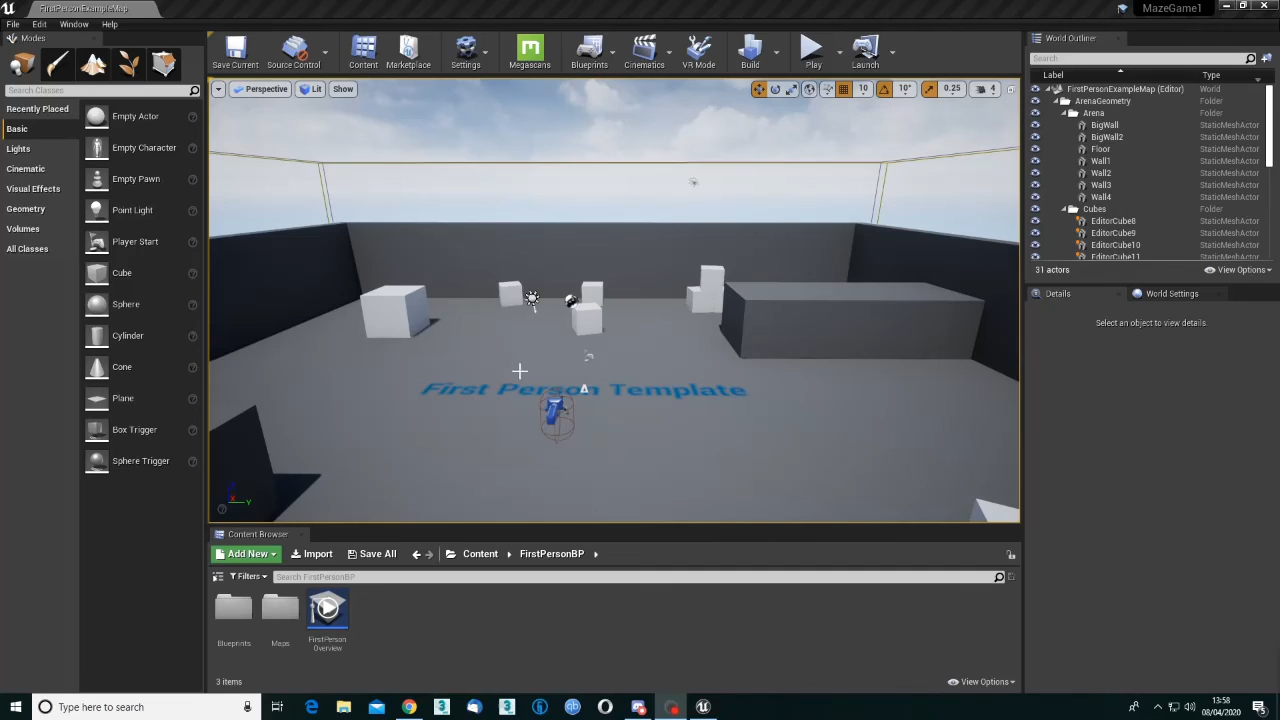 FirstPersonExampleMap
MazeGame1
File Edit Window Help
Modes
Save Current
Source Control
Content
Marketplace
Settings
Megascans
Blueprints
Cinematics
VR Mode
Build
Play
Launch
Search Classes
Recently Placed
Basic
Lights
Cinematic
Visual Effects
Geometry
Volumes
All Classes
Empty Actor
Empty Character
Empty Pawn
Point Light
Player Start
Cube
Sphere
Cylinder
Cone
Plane
Box Trigger
Sphere Trigger
Perspective Lit Show
10 10° 0.25 4
First Person Template
World Outliner
Search
Label Type
FirstPersonExampleMap (Editor) World
ArenaGeometry Folder
Arena Folder
BigWall StaticMeshActor
BigWall2 StaticMeshActor
Floor StaticMeshActor
Wall1 StaticMeshActor
Wall2 StaticMeshActor
Wall3 StaticMeshActor
Wall4 StaticMeshActor
Cubes Folder
EditorCube8 StaticMeshActor
EditorCube9 StaticMeshActor
EditorCube10 StaticMeshActor
EditorCube11 StaticMeshActor
31 actors View Options
Details World Settings
Select an object to view details.
Content Browser
Add New Import Save All Content FirstPersonBP
Filters Search FirstPersonBP
Blueprints
Maps
FirstPerson
Overview
3 items View Options
Type here to search
13:58
08/04/2020